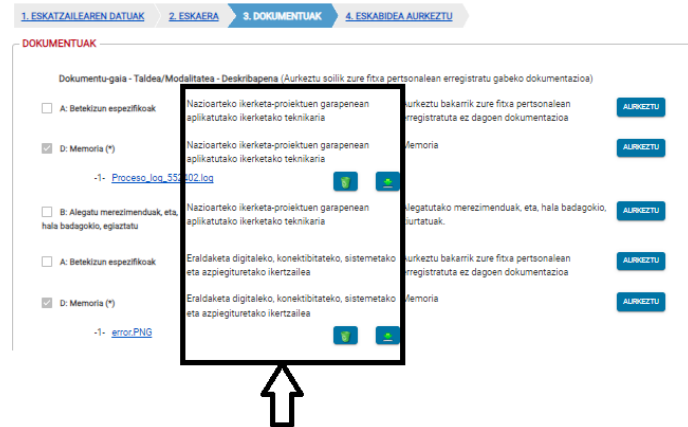 1. ESKATZAILEAREN DATUAK 2. ESKAERA 3. DOKUMENTUAK 4. ESKABIDEA AURKEZTU
DOKUMENTUAK
Dokumentu-gaia - Taldea/Modalitatea - Deskribapena (Aurkeztu soilik zure fitxa pertsonalean erregistratu gabeko dokumentazioa)
A: Betekizun espezifikoak Nazioarteko ikerketa-proiektuen garapenean Aurkeztu bakarrik zure fitxa pertsonalean AURKEZTU
aplikatutako ikerketako teknikaria erregistratuta ez dagoen dokumentazioa
D: Memoria (*) Nazioarteko ikerketa-proiektuen garapenean Memoria AURKEZTU
aplikatutako ikerketako teknikaria
-1- Proceso_log_552402.log
B: Alegatu merezimenduak, eta, Nazioarteko ikerketa-proiektuen garapenean Alegatutako merezimenduak, eta, hala badagokio, AURKEZTU
hala badagokio, egiaztatu aplikatutako ikerketako teknikaria ziurtatuak.
A: Betekizun espezifikoak Eraldaketa digitaleko, konektibitateko, sistemetako Aurkeztu bakarrik zure fitxa pertsonalean AURKEZTU
eta azpiegituretako ikertzailea erregistratuta ez dagoen dokumentazioa
D: Memoria (*) Eraldaketa digitaleko, konektibitateko, sistemetako Memoria AURKEZTU
eta azpiegituretako ikertzailea
-1- error.PNG